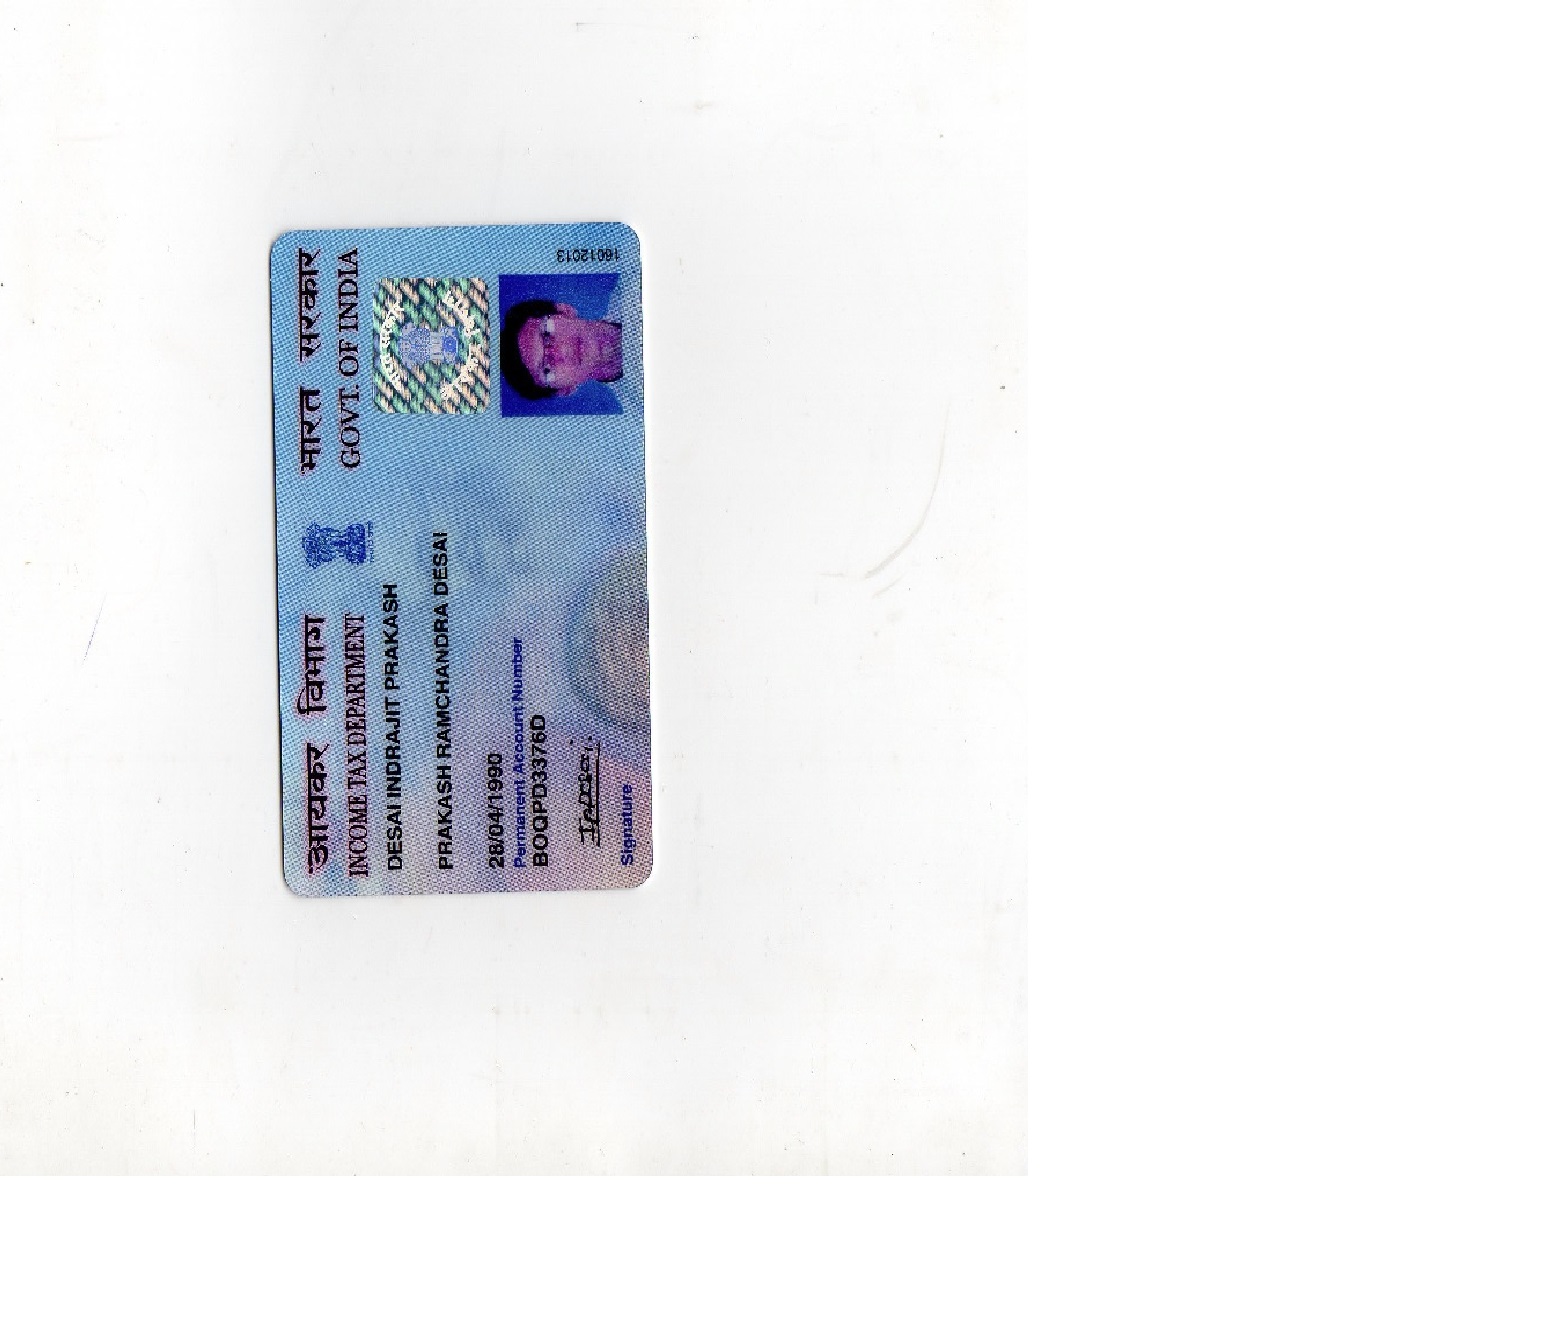 आयकर विभाग
INCOME TAX DEPARTMENT
भारत सरकार
GOVT. OF INDIA
DESAI INDRAJIT PRAKASH
PRAKASH RAMCHANDRA DESAI
28/04/1990
Permanent Account Number
BOQPD3376D
Signature
16012013